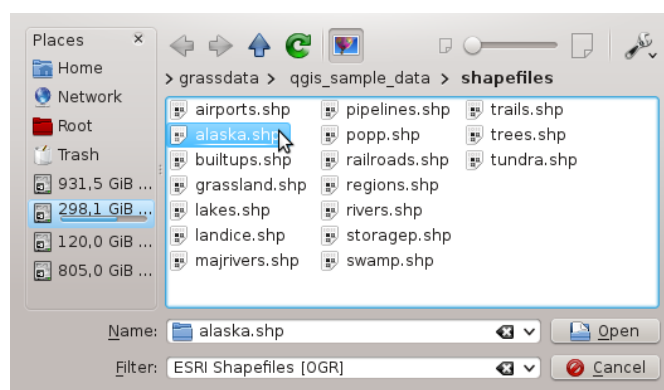 Places
Home
Network
Root
Trash
931,5 GiB ...
298,1 GiB ...
120,0 GiB ...
805,0 GiB ...
> grassdata > qgis_sample_data > shapefiles
airports.shp
alaska.shp
builtups.shp
grassland.shp
lakes.shp
landice.shp
majrivers.shp
pipelines.shp
popp.shp
railroads.shp
regions.shp
rivers.shp
storagep.shp
swamp.shp
trails.shp
trees.shp
tundra.shp
Name: alaska.shp Open
Filter: ESRI Shapefiles [OGR] Cancel